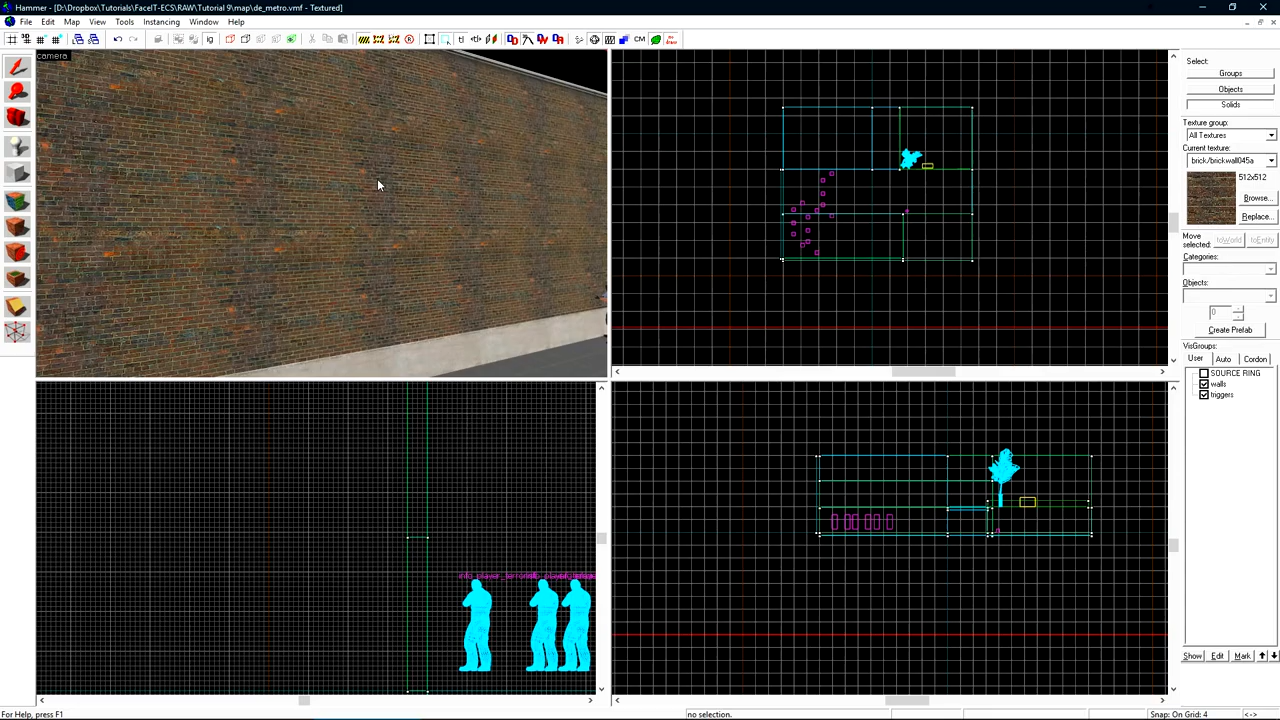 Hammer - [D:\Dropbox\Tutorials\FaceIT-ECS\RAW\Tutorial 9\map\de_metro.vmf - Textured]
File Edit Map View Tools Instancing Window Help
camera
Select:
Groups
Objects
Solids
Texture group:
All Textures
Current texture:
brick/brickwall045a
512x512
Browse...
Replace...
Move selected:
toWorld
toEntity
Categories:
Objects:
0
Create Prefab
VisGroups:
User Auto Cordon
SOURCE RING
walls
triggers
Show Edit Mark
For Help, press F1
no selection.
Snap: On Grid: 4
<->